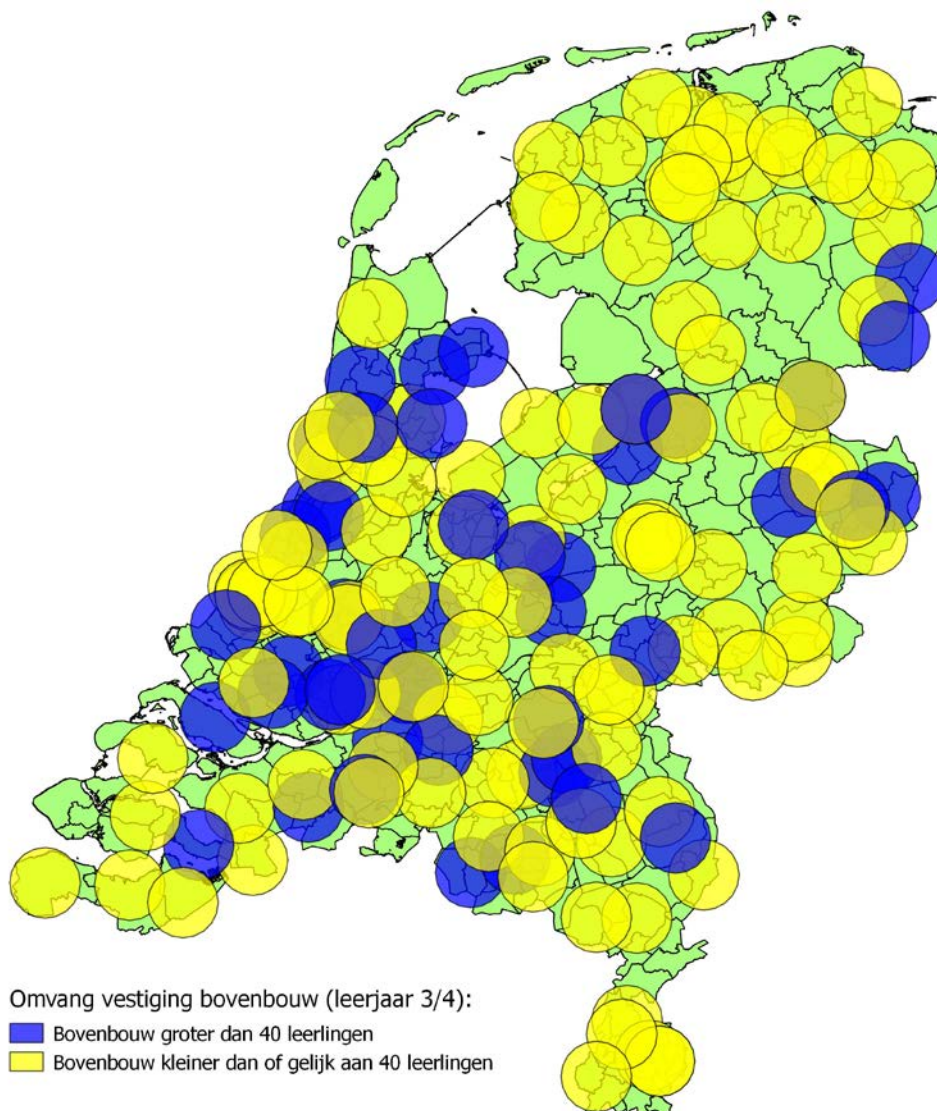 Omvang vestiging bovenbouw (leerjaar 3/4):
Bovenbouw groter dan 40 leerlingen
Bovenbouw kleiner dan of gelijk aan 40 leerlingen